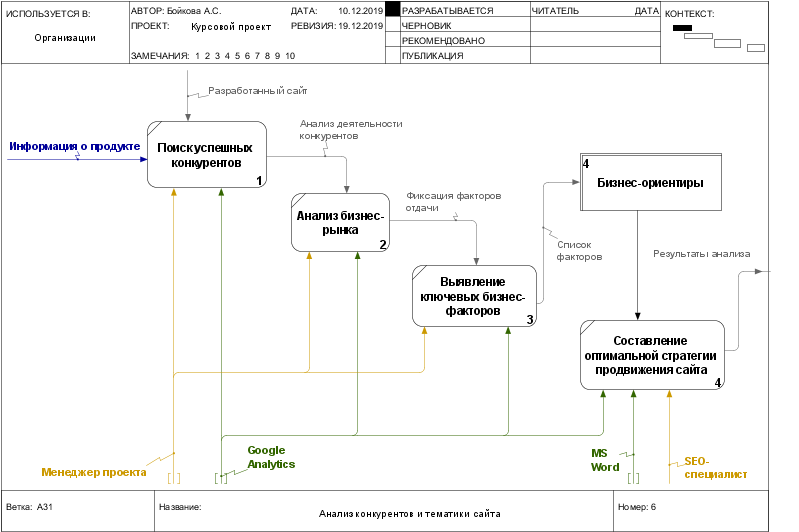 ИСПОЛЬЗУЕТСЯ В:
Организации
АВТОР: Бойкова А.С.
ДАТА: 10.12.2019
ПРОЕКТ: Курсовой проект
РЕВИЗИЯ: 19.12.2019
ЗАМЕЧАНИЯ: 1 2 3 4 5 6 7 8 9 10
РАЗРАБАТЫВАЕТСЯ
ЧЕРНОВИК
РЕКОМЕНДОВАНО
ПУБЛИКАЦИЯ
ЧИТАТЕЛЬ
ДАТА
КОНТЕКСТ:
Разработанный сайт
Информация о продукте
Поиск успешных
конкурентов
1
Анализ деятельности
конкурентов
Анализ бизнес-
рынка
2
Фиксация факторов
отдачи
Выявление
ключевых бизнес-
факторов
3
4
Бизнес-ориентиры
Список
факторов
Результаты анализа
Составление
оптимальной стратегии
продвижения сайта
4
Менеджер проекта
Google
Analytics
MS
Word
SEO-
специалист
Ветка: A31
Название:
Анализ конкурентов и тематики сайта
Номер: 6